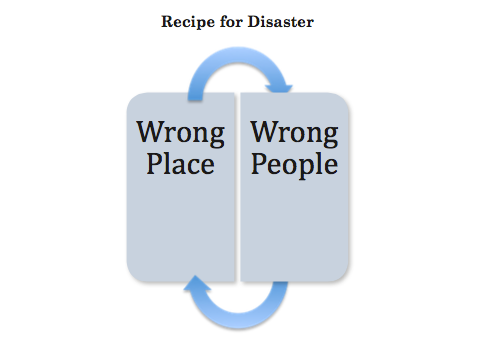 Recipe for Disaster
Wrong
Place
Wrong
People